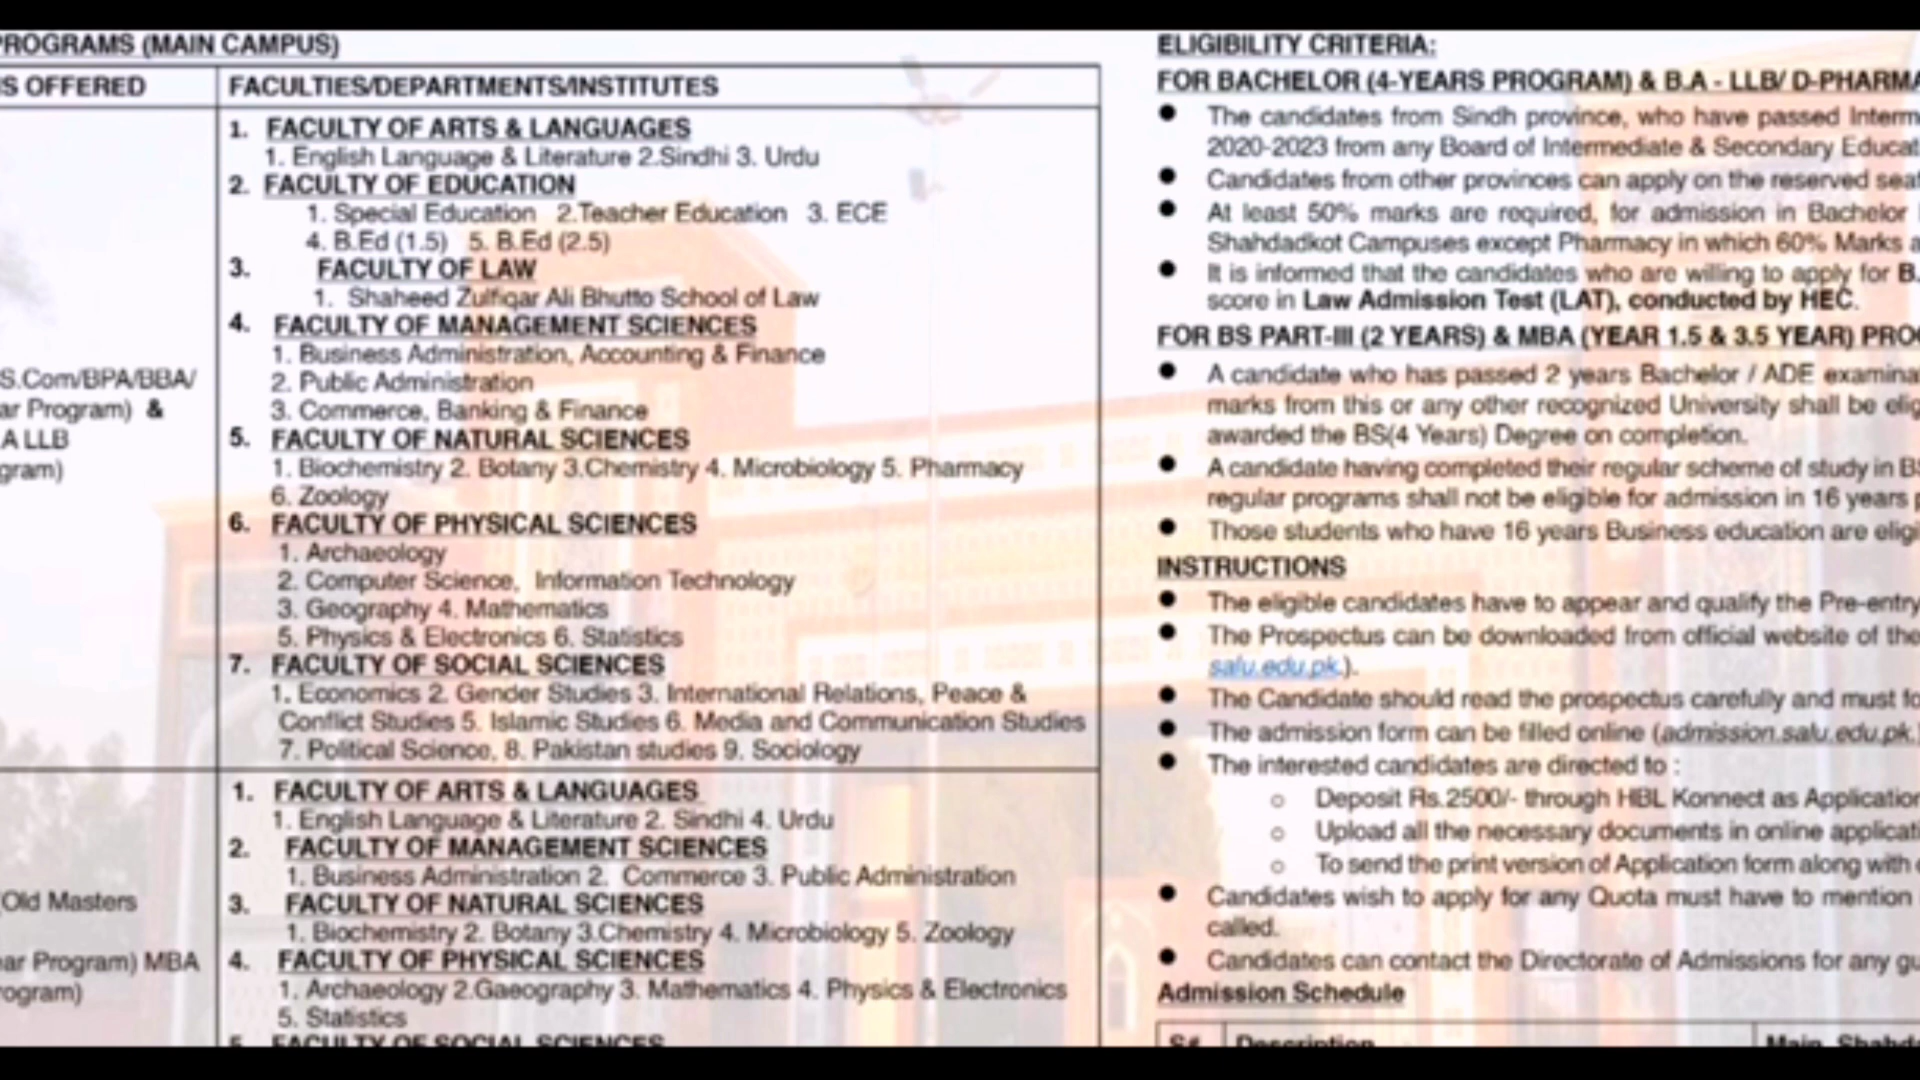 PROGRAMS (MAIN CAMPUS)
S OFFERED
FACULTIES/DEPARTMENTS/INSTITUTES
S.Com/BPA/BBA/
ar Program) &
A LLB
gram)
1. FACULTY OF ARTS & LANGUAGES
1. English Language & Literature 2.Sindhi 3. Urdu
2. FACULTY OF EDUCATION
1. Special Education 2.Teacher Education 3. ECE
4. B.Ed (1.5) 5. B.Ed (2.5)
3. FACULTY OF LAW
1. Shaheed Zulfiqar Ali Bhutto School of Law
4. FACULTY OF MANAGEMENT SCIENCES
1. Business Administration, Accounting & Finance
2. Public Administration
3. Commerce, Banking & Finance
5. FACULTY OF NATURAL SCIENCES
1. Biochemistry 2. Botany 3.Chemistry 4. Microbiology 5. Pharmacy
6. Zoology
6. FACULTY OF PHYSICAL SCIENCES
1. Archaeology
2. Computer Science, Information Technology
3. Geography 4. Mathematics
5. Physics & Electronics 6. Statistics
7. FACULTY OF SOCIAL SCIENCES
1. Economics 2. Gender Studies 3. International Relations, Peace &
Conflict Studies 5. Islamic Studies 6. Media and Communication Studies
7. Political Science, 8. Pakistan studies 9. Sociology
(Old Masters
ar Program) MBA
ogram)
1. FACULTY OF ARTS & LANGUAGES
1. English Language & Literature 2. Sindhi 4. Urdu
2. FACULTY OF MANAGEMENT SCIENCES
1. Business Administration 2. Commerce 3. Public Administration
3. FACULTY OF NATURAL SCIENCES
1. Biochemistry 2. Botany 3.Chemistry 4. Microbiology 5. Zoology
4. FACULTY OF PHYSICAL SCIENCES
1. Archaeology 2.Gaeography 3. Mathematics 4. Physics & Electronics
5. Statistics
5. FACULTY OF SOCIAL SCIENCES
ELIGIBILITY CRITERIA:
FOR BACHELOR (4-YEARS PROGRAM) & B.A - LLB/ D-PHARMA
● The candidates from Sindh province, who have passed Interm
2020-2023 from any Board of Intermediate & Secondary Educat
● Candidates from other provinces can apply on the reserved seat
● At least 50% marks are required, for admission in Bachelor
Shahdadkot Campuses except Pharmacy in which 60% Marks a
● It is informed that the candidates who are willing to apply for B.
score in Law Admission Test (LAT), conducted by HEC.
FOR BS PART-III (2 YEARS) & MBA (YEAR 1.5 & 3.5 YEAR) PRO
● A candidate who has passed 2 years Bachelor / ADE examina
marks from this or any other recognized University shall be elig
awarded the BS(4 Years) Degree on completion.
● A candidate having completed their regular scheme of study in BS
regular programs shall not be eligible for admission in 16 years p
● Those students who have 16 years Business education are eligi
INSTRUCTIONS
● The eligible candidates have to appear and qualify the Pre-entry
● The Prospectus can be downloaded from official website of the
salu.edu.pk.).
● The Candidate should read the prospectus carefully and must fo
● The admission form can be filled online (admission.salu.edu.pk.)
● The interested candidates are directed to :
○ Deposit Rs.2500/- through HBL Konnect as Application
○ Upload all the necessary documents in online applicati
○ To send the print version of Application form along with
● Candidates wish to apply for any Quota must have to mention
called.
● Candidates can contact the Directorate of Admissions for any gu
Admission Schedule
S# Description Main, Shahd